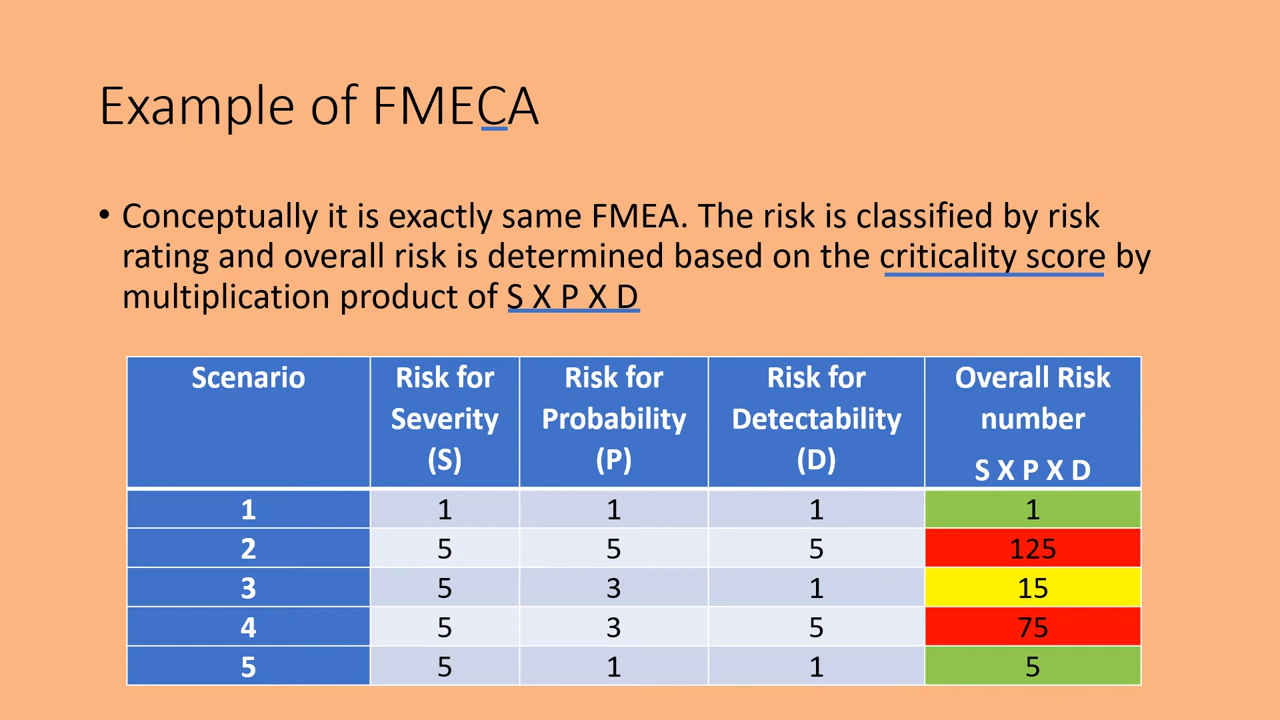 Example of FMECA
• Conceptually it is exactly same FMEA. The risk is classified by risk
rating and overall risk is determined based on the criticality score by
multiplication product of S X P X D
Scenario Risk for Severity (S) Risk for Probability (P) Risk for Detectability (D) Overall Risk number S X P X D
1 1 1 1 1
2 5 5 5 125
3 5 3 1 15
4 5 3 5 75
5 5 1 1 5